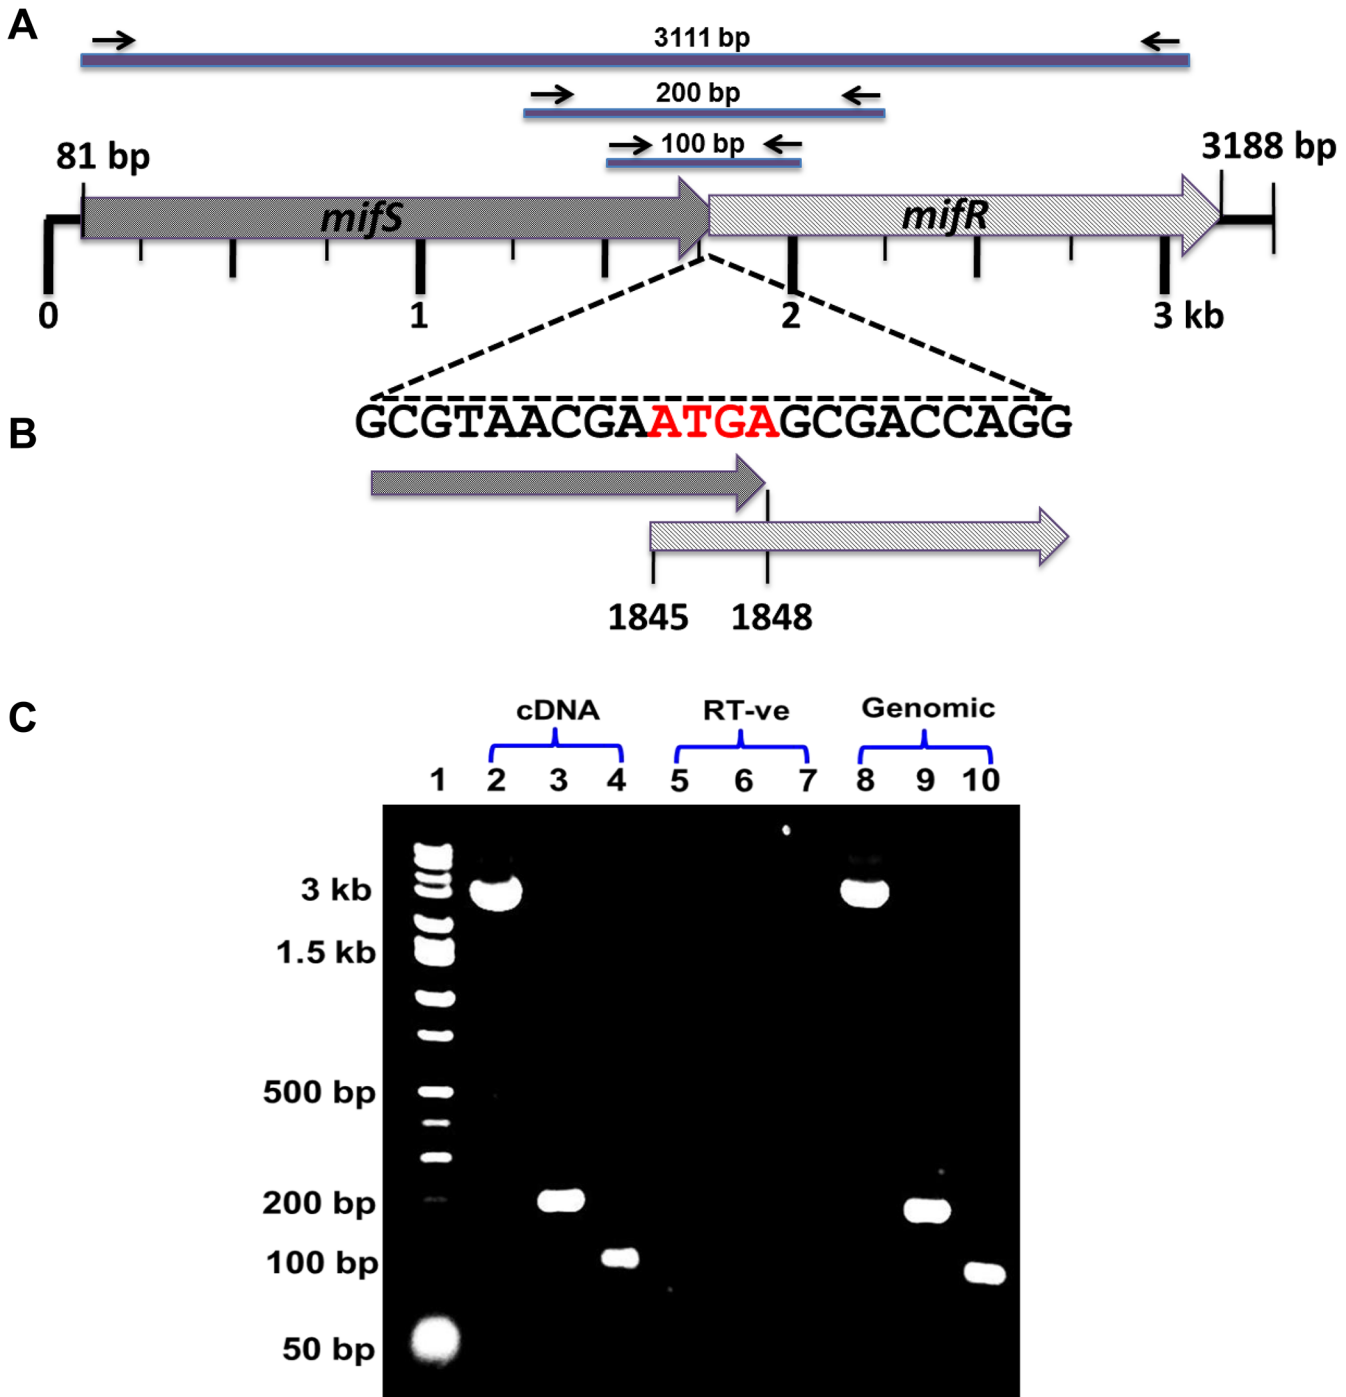 A
3111 bp
200 bp
100 bp
81 bp
3188 bp
mifS
mifR
0 1 2 3 kb
B
GCGTAACGAATGAGCGACCAGG
1845 1848
C
cDNA RT-ve Genomic
1 2 3 4 5 6 7 8 9 10
3 kb
1.5 kb
500 bp
200 bp
100 bp
50 bp